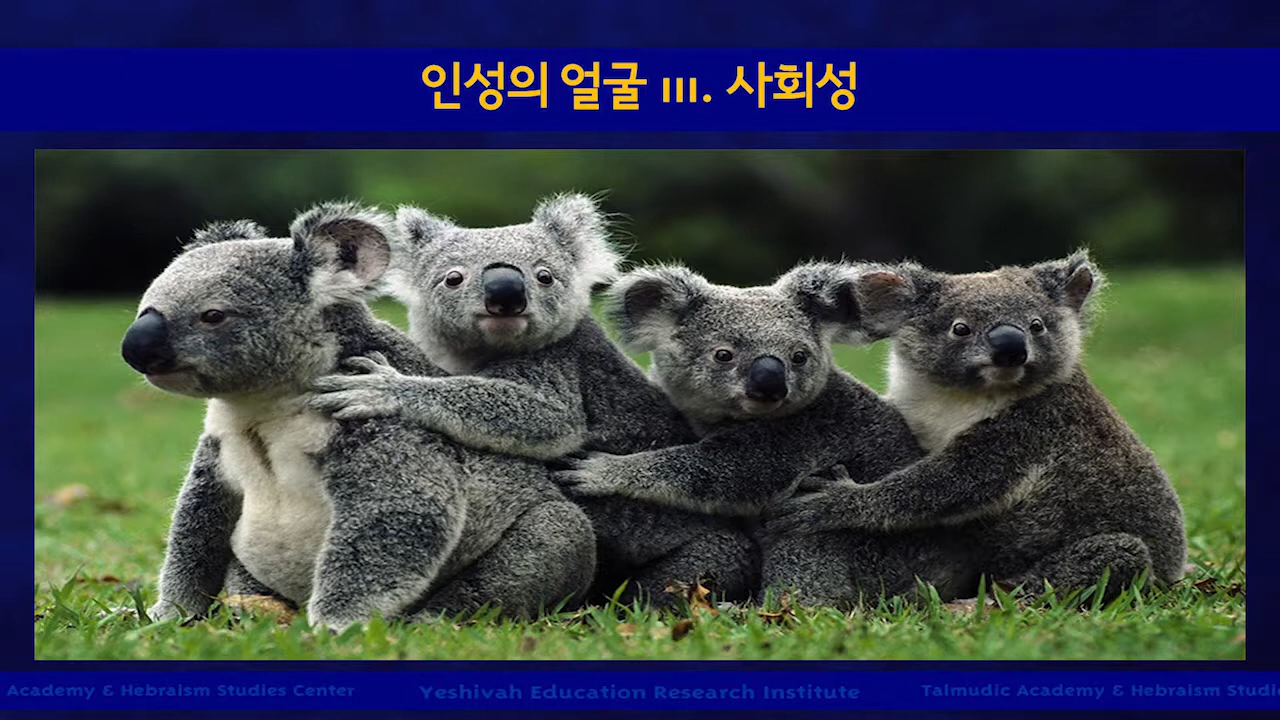 인성의 얼굴 III. 사회성
Academy & Hebraism Studies Center Yeshivah Education Research Institute Talmudic Academy & Hebraism Studie